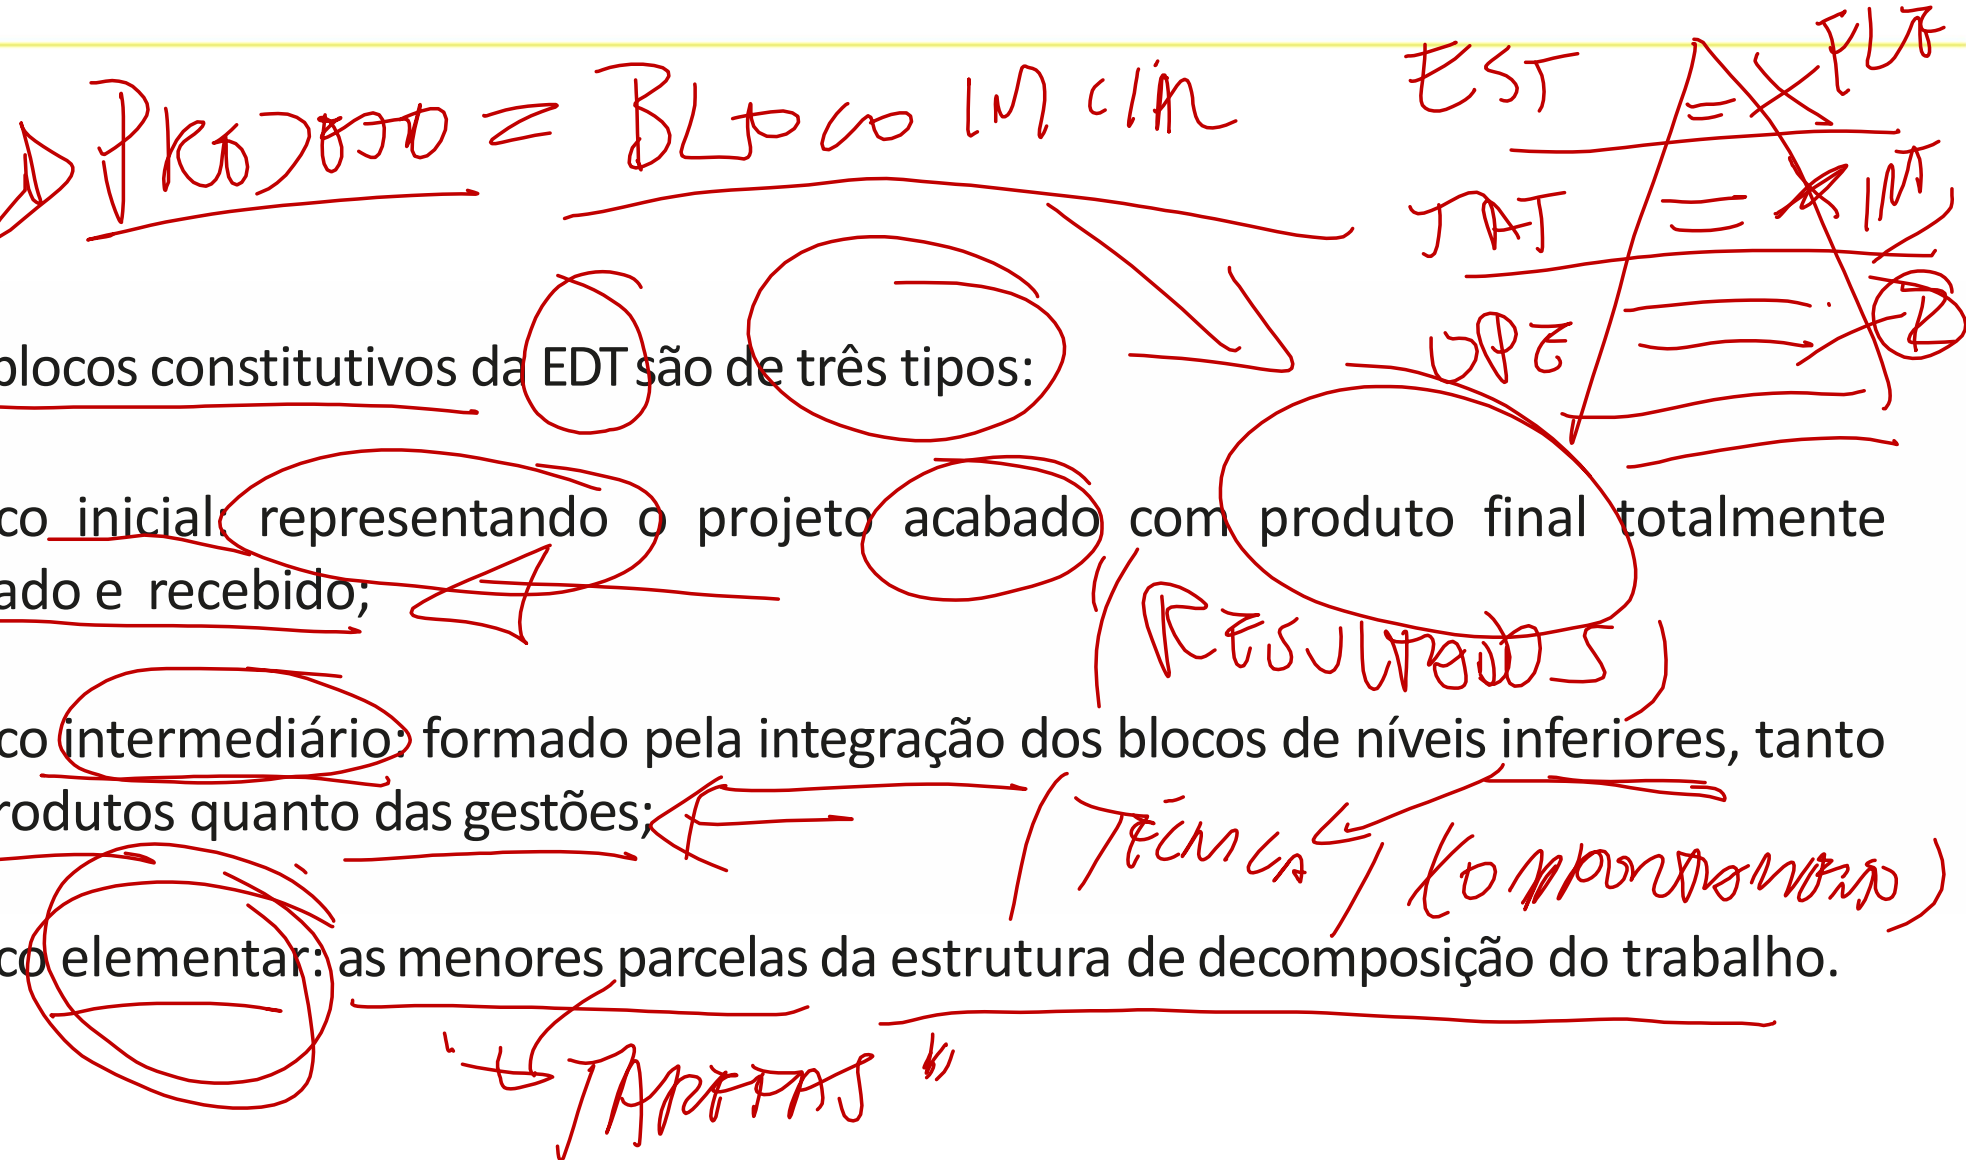 PRODUTO = BLOCO INICIAL
EST = X
TAT = X INT
OPE
blocos constitutivos da EDT são de três tipos:
co inicial: representando o projeto acabado com produto final totalmente
ado e recebido;
(RESULTADOS)
co intermediário: formado pela integração dos blocos de níveis inferiores, tanto
rodutos quanto das gestões;
(TÉCNICA / COMPORTAMENTO)
co elementar: as menores parcelas da estrutura de decomposição do trabalho.
"TAREFAS"